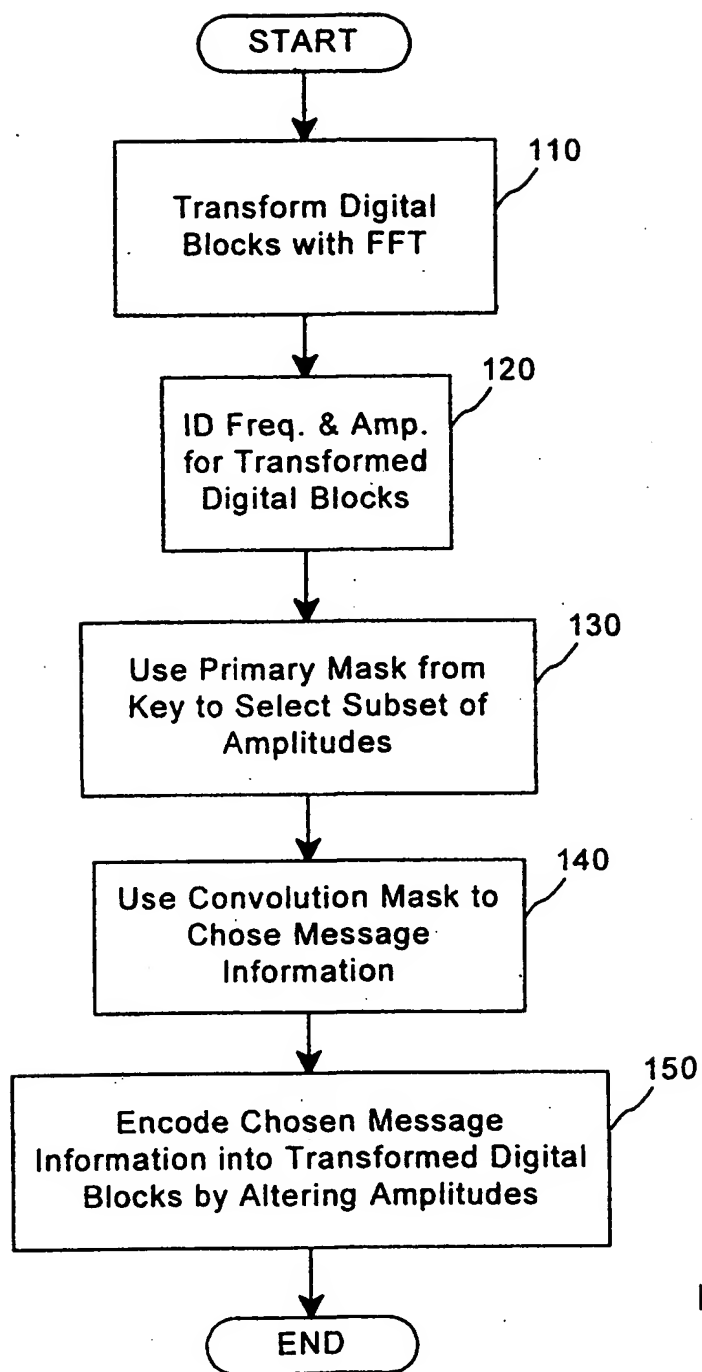 START
110
Transform Digital
Blocks with FFT
120
ID Freq. & Amp.
for Transformed
Digital Blocks
130
Use Primary Mask from
Key to Select Subset of
Amplitudes
140
Use Convolution Mask to
Chose Message
Information
150
Encode Chosen Message
Information into Transformed Digital
Blocks by Altering Amplitudes
END